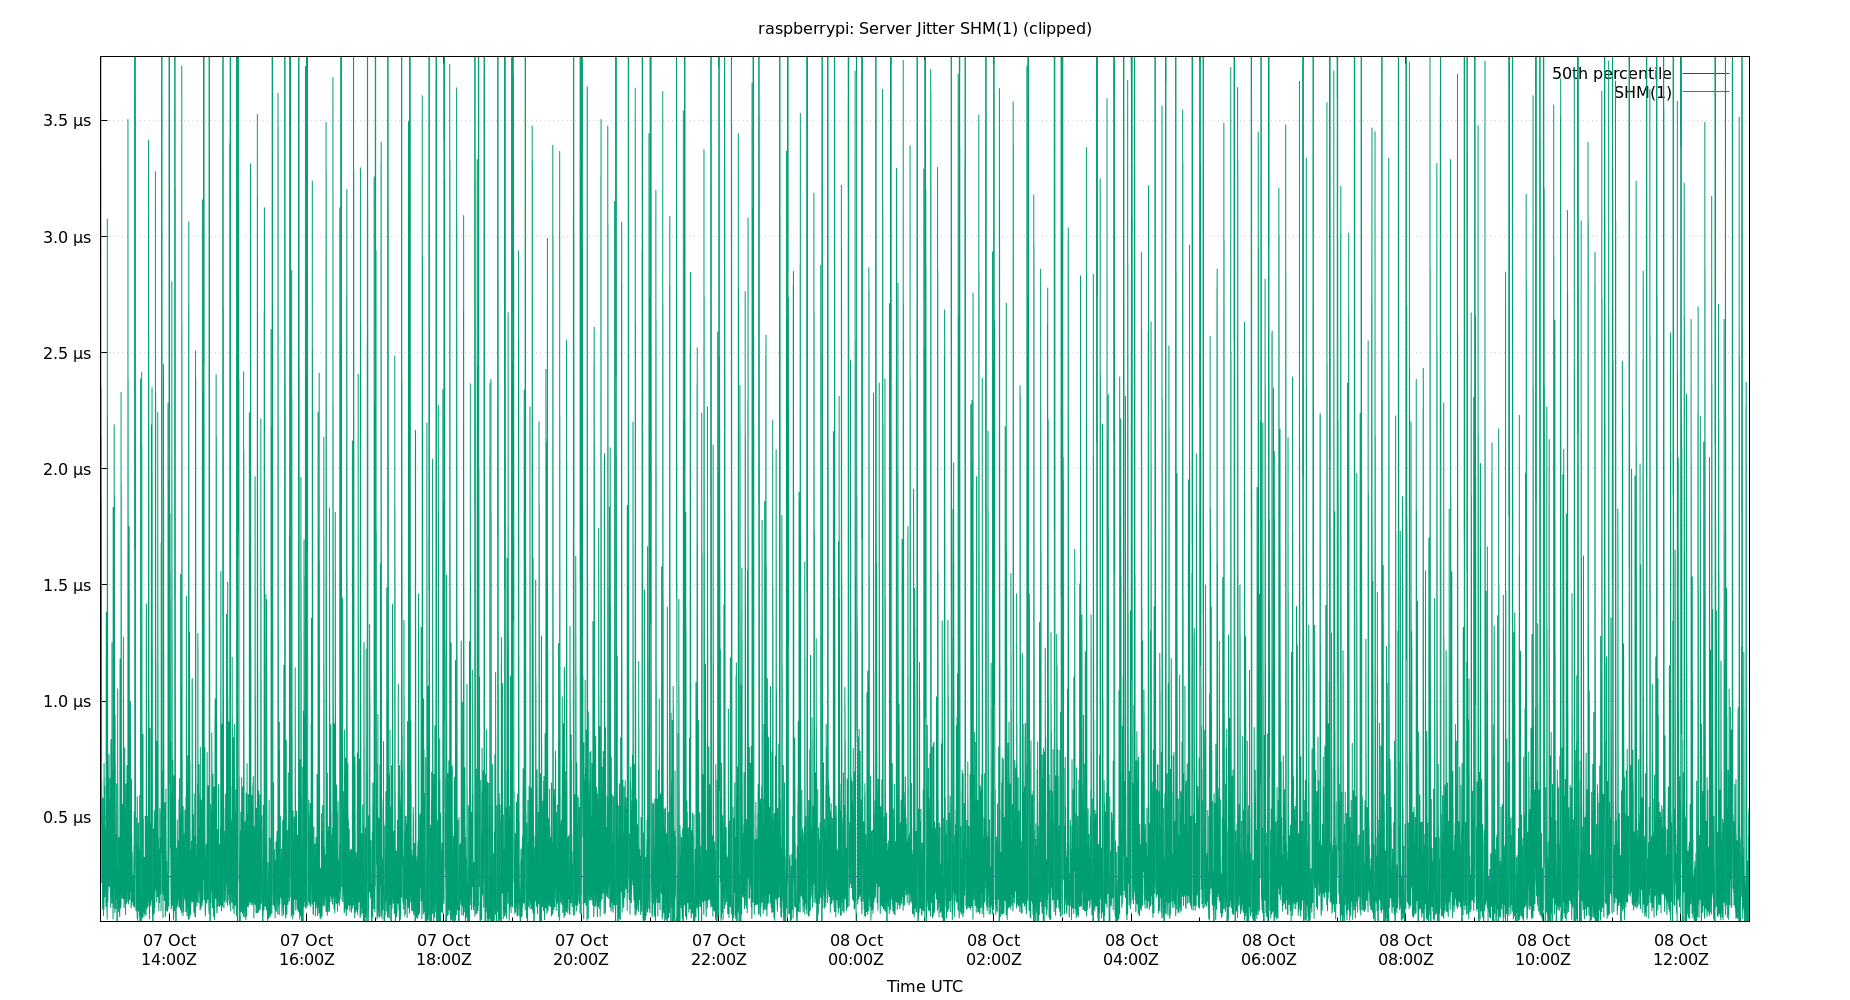 raspberrypi: Server Jitter SHM(1) (clipped)
50th percentile
SHM(1)
3.5 µs
3.0 µs
2.5 µs
2.0 µs
1.5 µs
1.0 µs
0.5 µs
07 Oct 07 Oct 07 Oct 07 Oct 07 Oct 08 Oct 08 Oct 08 Oct 08 Oct 08 Oct 08 Oct 08 Oct
14:00Z 16:00Z 18:00Z 20:00Z 22:00Z 00:00Z 02:00Z 04:00Z 06:00Z 08:00Z 10:00Z 12:00Z
Time UTC